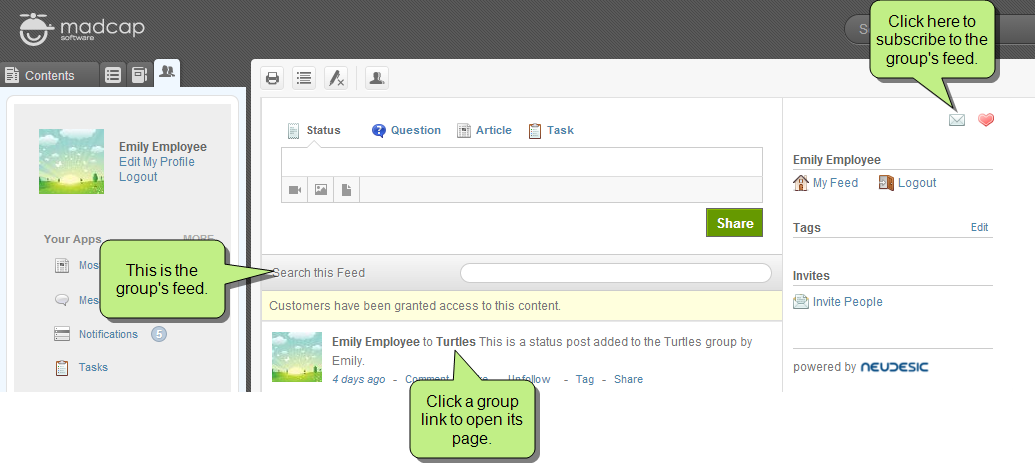 madcap
software
Click here to
subscribe to the
group's feed.
Contents
Emily Employee
Edit My Profile
Logout
Your Apps
MORE
Notifications 5
Tasks
Status Question Article Task
Share
Search this Feed
This is the
group's feed.
Customers have been granted access to this content.
Emily Employee to Turtles This is a status post added to the Turtles group by
Emily.
4 days ago - Comment Unfollow - Tag - Share
Click a group
link to open its
page.
Emily Employee
My Feed Logout
Tags Edit
Invites
Invite People
powered by NEUDESIC